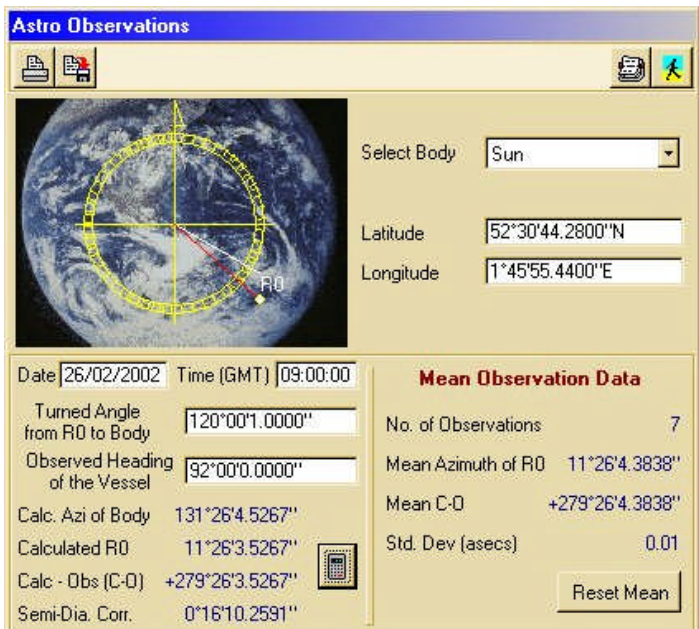 Astro Observations
Select Body Sun
R0
Latitude 52°30'44.2800"N
Longitude 1°45'55.4400"E
Date 26/02/2002 Time (GMT) 09:00:00
Turned Angle
from R0 to Body 120°00'1.0000"
Observed Heading
of the Vessel 92°00'0.0000"
Calc. Azi of Body 131°26'4.5267"
Calculated R0 11°26'3.5267"
Calc - Obs (C-O) +279°26'3.5267"
Semi-Dia. Corr. 0°16'10.2591"
Mean Observation Data
No. of Observations 7
Mean Azimuth of R0 11°26'4.3838"
Mean C-O +279°26'4.3838"
Std. Dev (asecs) 0.01
Reset Mean